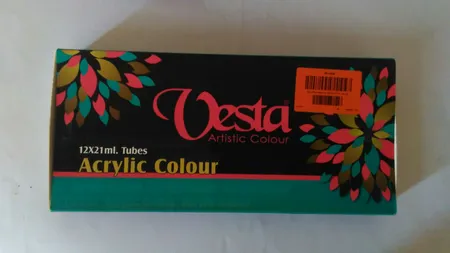 Vesta
Artistic Colour
12X21ml. Tubes
Acrylic Colour